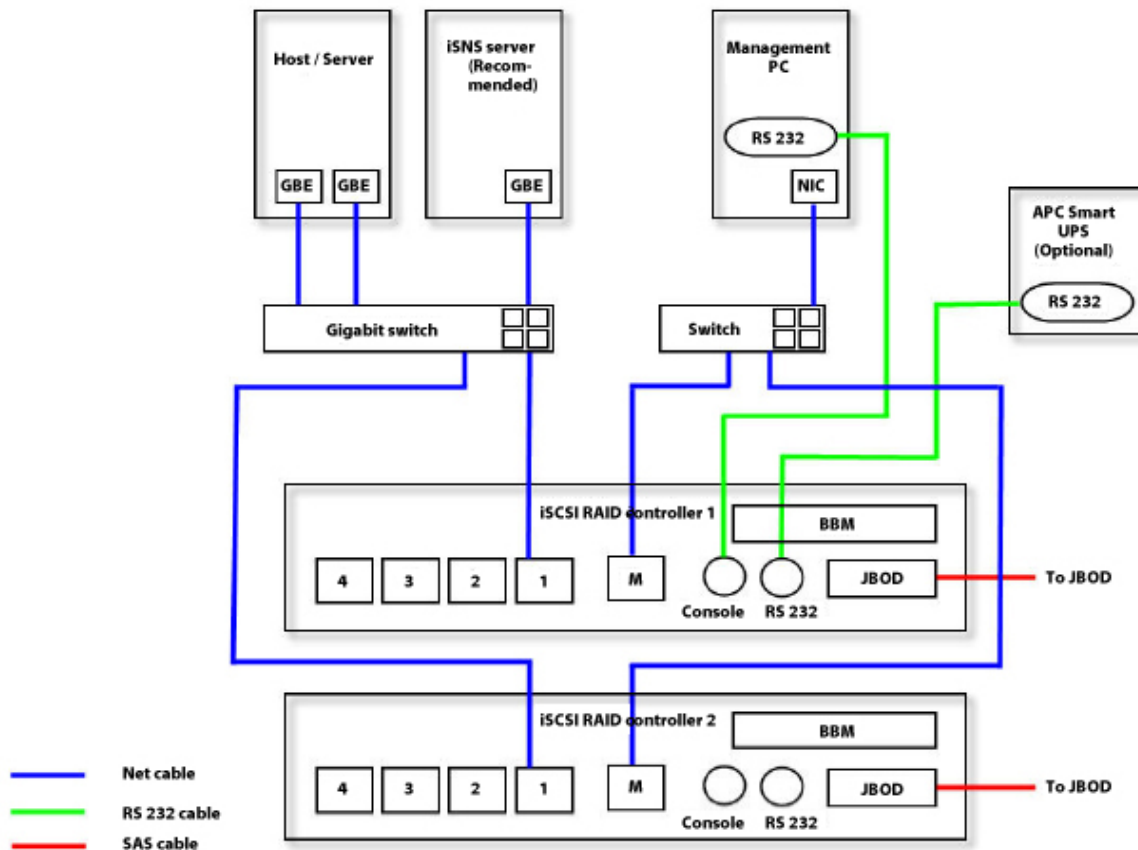 Host / Server
GBE
GBE
iSNS server
(Recom-
mended)
GBE
Management
PC
RS 232
NIC
APC Smart
UPS
(Optional)
RS 232
Gigabit switch
Switch
iSCSI RAID controller 1
BBM
4
3
2
1
M
Console
RS 232
JBOD
To JBOD
iSCSI RAID controller 2
BBM
4
3
2
1
M
Console
RS 232
JBOD
To JBOD
Net cable
RS 232 cable
SAS cable